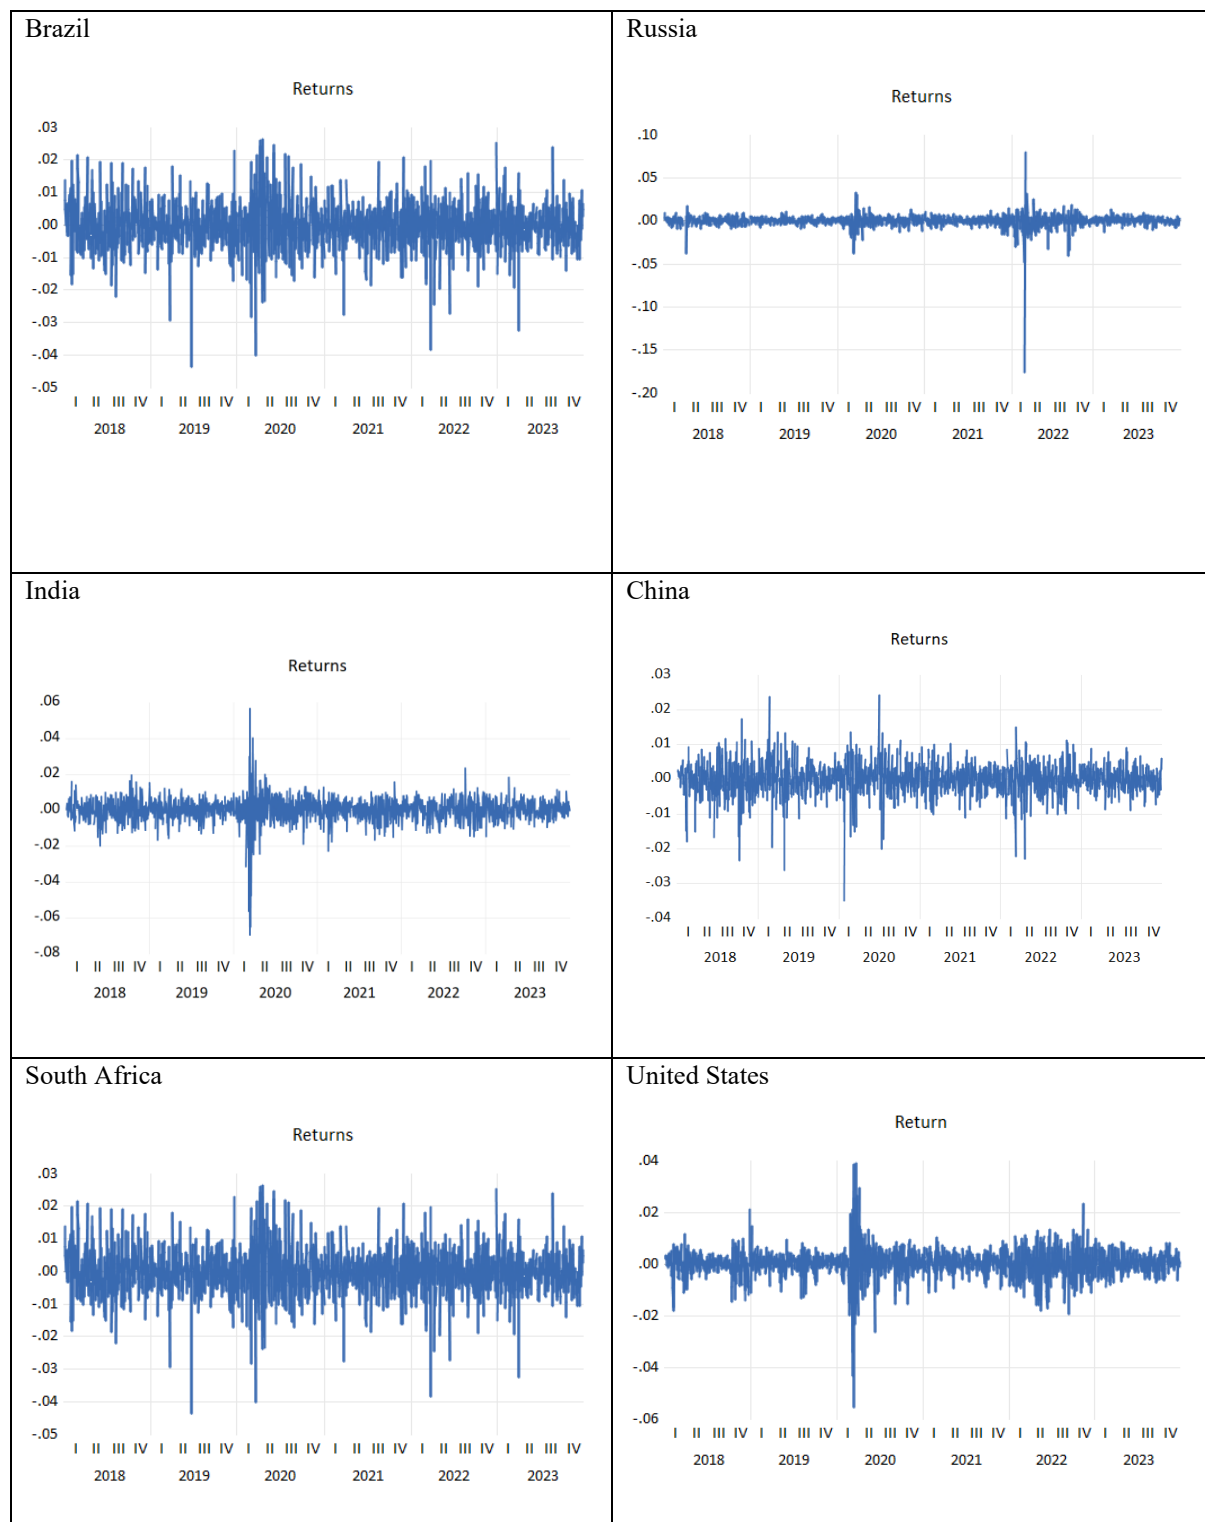 Brazil
Returns
.03
.02
.01
.00
-.01
-.02
-.03
-.04
-.05
I II III IV I II III IV I II III IV I II III IV I II III IV I II III IV
2018 2019 2020 2021 2022 2023
Russia
Returns
.10
.05
.00
-.05
-.10
-.15
-.20
I II III IV I II III IV I II III IV I II III IV I II III IV I II III IV
2018 2019 2020 2021 2022 2023
India
Returns
.06
.04
.02
.00
-.02
-.04
-.06
-.08
I II III IV I II III IV I II III IV I II III IV I II III IV I II III IV
2018 2019 2020 2021 2022 2023
China
Returns
.03
.02
.01
.00
-.01
-.02
-.03
-.04
I II III IV I II III IV I II III IV I II III IV I II III IV I II III IV
2018 2019 2020 2021 2022 2023
South Africa
Returns
.03
.02
.01
.00
-.01
-.02
-.03
-.04
-.05
I II III IV I II III IV I II III IV I II III IV I II III IV I II III IV
2018 2019 2020 2021 2022 2023
United States
Return
.04
.02
.00
-.02
-.04
-.06
I II III IV I II III IV I II III IV I II III IV I II III IV I II III IV
2018 2019 2020 2021 2022 2023